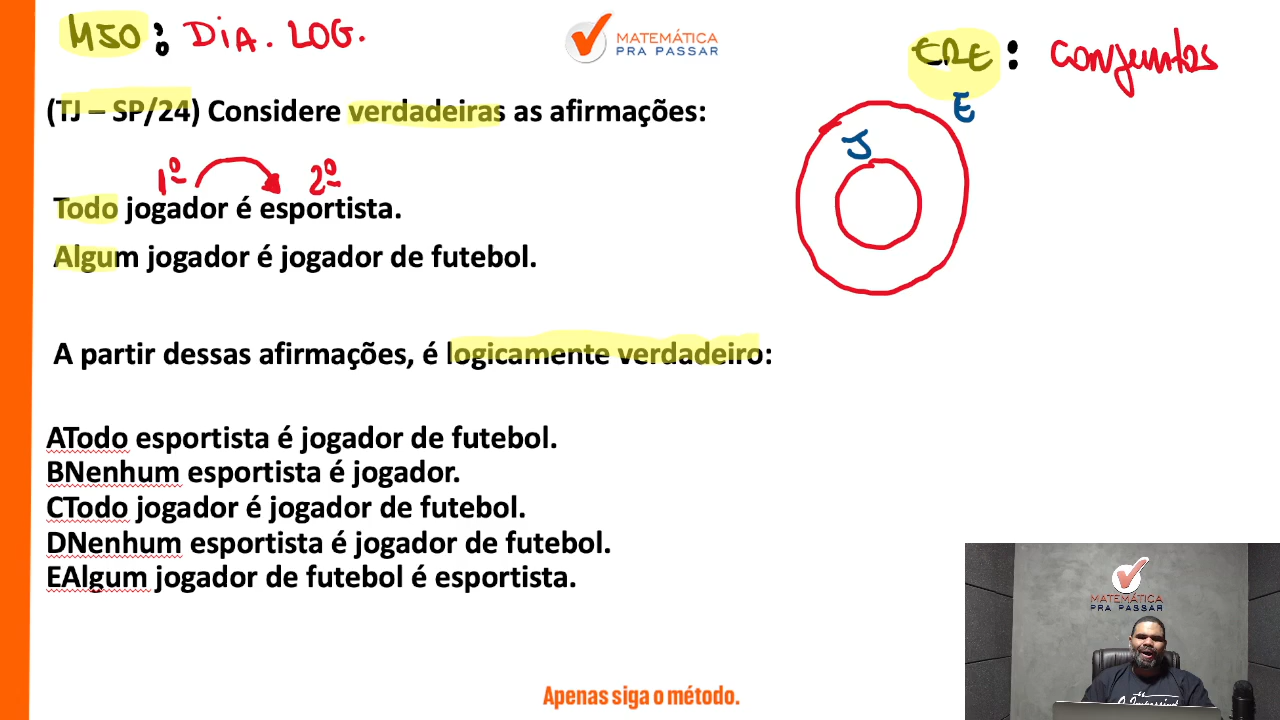 M50 : DIA. LOG.
MATEMÁTICA
PRA PASSAR
CRE : Conjuntos
(TJ – SP/24) Considere verdadeiras as afirmações:
E
J
1º 2º
Todo jogador é esportista.
Algum jogador é jogador de futebol.
A partir dessas afirmações, é logicamente verdadeiro:
ATodo esportista é jogador de futebol.
BNenhum esportista é jogador.
CTodo jogador é jogador de futebol.
DNenhum esportista é jogador de futebol.
EAlgum jogador de futebol é esportista.
MATEMÁTICA
PRA PASSAR
Apenas siga o método.